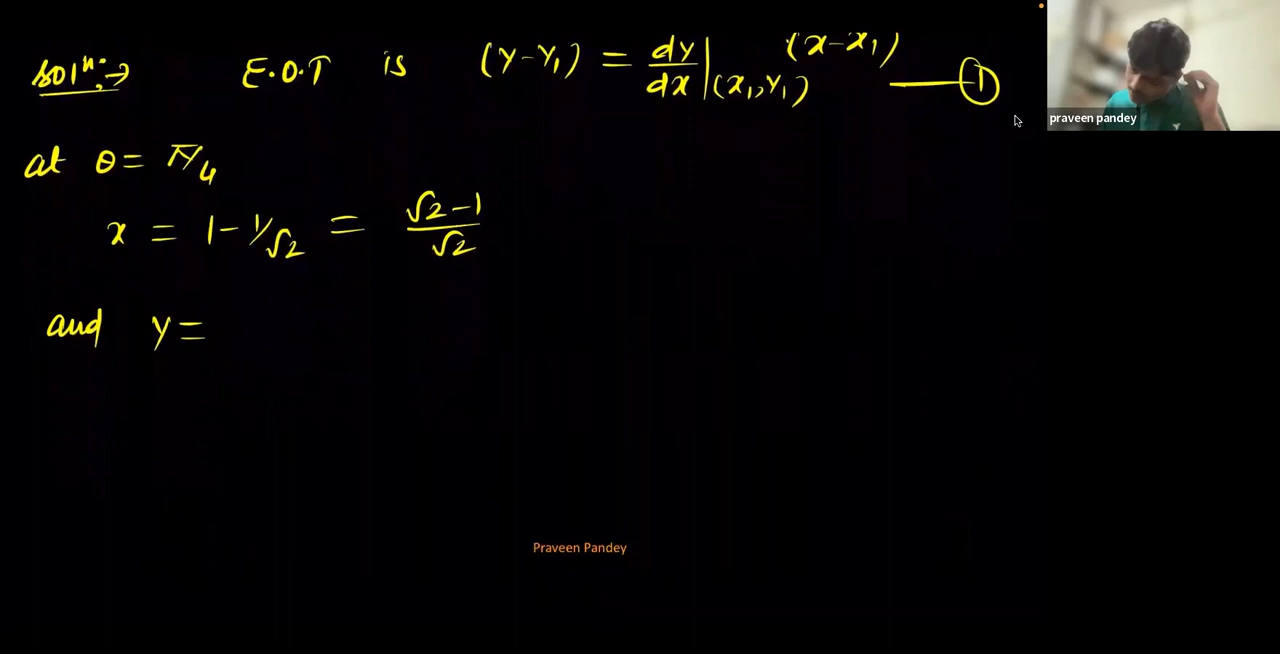 Solⁿ:→ E.O.T is (y-y₁) = dy/dx|(x₁,y₁) (x-x₁) —— ①
praveen pandey
at θ = π/4
x = 1 - 1/√2 = √2-1/√2
and y =
Praveen Pandey